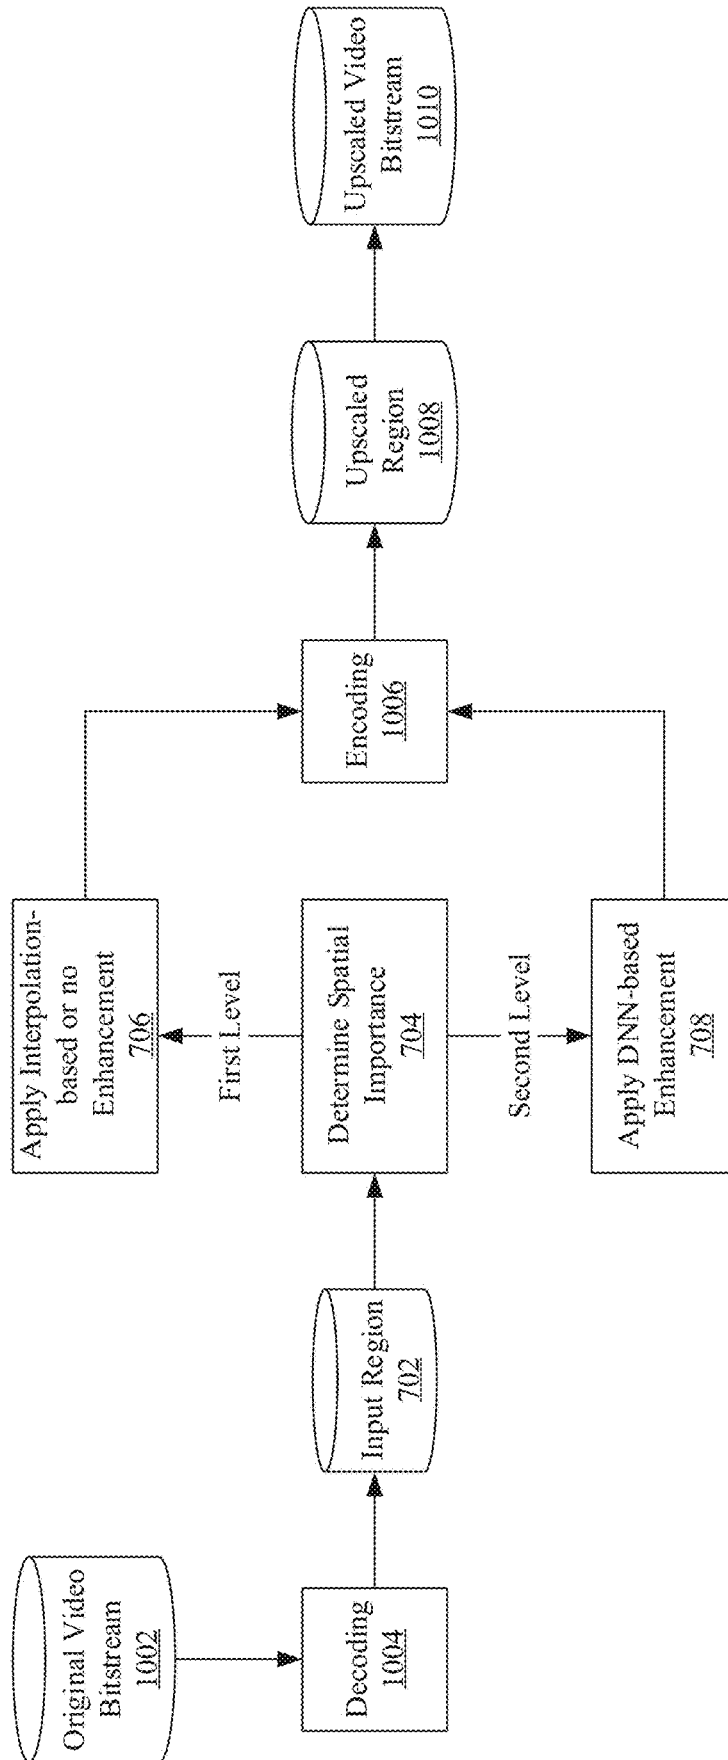 Original Video
Bitstream
1002
Decoding
1004
Input Region
702
Determine Spatial
Importance
704
First Level
Apply Interpolation-
based or no
Enhancement
706
Second Level
Apply DNN-based
Enhancement
708
Encoding
1006
Upscaled
Region
1008
Upscaled Video
Bitstream
1010